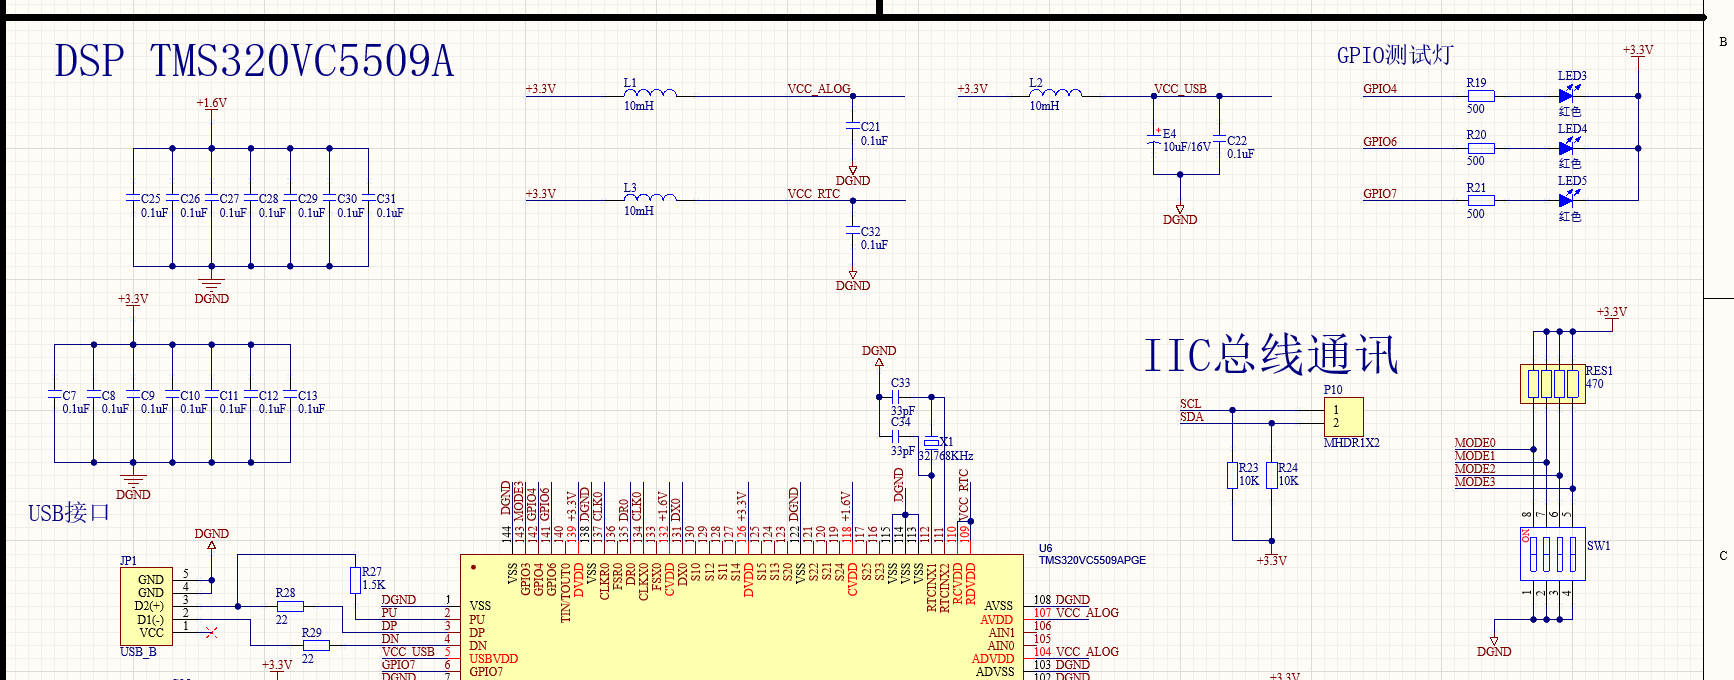 B
DSP TMS320VC5509A
GPIO测试灯
+3.3V
+3.3V
L1
10mH
VCC_ALOG
C21
0.1uF
DGND
+3.3V
L2
10mH
VCC_USB
E4
10uF/16V
C22
0.1uF
DGND
GPIO4
R19
500
LED3
红色
GPIO6
R20
500
LED4
红色
GPIO7
R21
500
LED5
红色
+1.6V
C25
0.1uF
C26
0.1uF
C27
0.1uF
C28
0.1uF
C29
0.1uF
C30
0.1uF
C31
0.1uF
DGND
+3.3V
L3
10mH
VCC_RTC
C32
0.1uF
DGND
+3.3V
C7
0.1uF
C8
0.1uF
C9
0.1uF
C10
0.1uF
C11
0.1uF
C12
0.1uF
C13
0.1uF
DGND
DGND
C33
33pF
C34
33pF
X1
32.768KHz
IIC总线通讯
P10
SCL
SDA
1
2
MHDR1X2
R23
10K
R24
10K
+3.3V
+3.3V
RES1
470
MODE0
MODE1
MODE2
MODE3
8
7
6
5
ON
SW1
1
2
3
4
DGND
C
USB接口
DGND
JP1
GND 5
GND 4
D2(+) 3
D1(-) 2
VCC 1
USB_B
R27
1.5K
R28
22
R29
22
+3.3V
DGND 144 VSS
MODE3 143 GPIO3
GPIO4 142 GPIO4
GPIO6 141 GPIO6
140 TIN/TOUT0
+3.3V 139 DVDD
DGND 138 VSS
CLK0 137 CLKR0
136 FSR0
DR0 135 DR0
CLK0 134 CLKX0
133 FSX0
+1.6V 132 CVDD
DX0 131 DX0
130 S10
129 S12
128 S11
127 S14
+3.3V 126 DVDD
125 S15
124 S13
123 S20
DGND 122 VSS
121 S22
120 S21
119 S24
+1.6V 118 CVDD
117 S25
116 S23
115 VSS
DGND 114 VSS
113 VSS
112 RTCINX1
111 RTCINX2
110 RCVDD
VCC_RTC 109 RDVDD
U6
TMS320VC5509APGE
DGND 1 VSS
PU 2 PU
DP 3 DP
DN 4 DN
VCC_USB 5 USBVDD
GPIO7 6 GPIO7
DGND 7
AVSS 108 DGND
AVDD 107 VCC_ALOG
AIN1 106
AIN0 105
ADVDD 104 VCC_ALOG
ADVSS 103 DGND
102 DGND
+3.3V